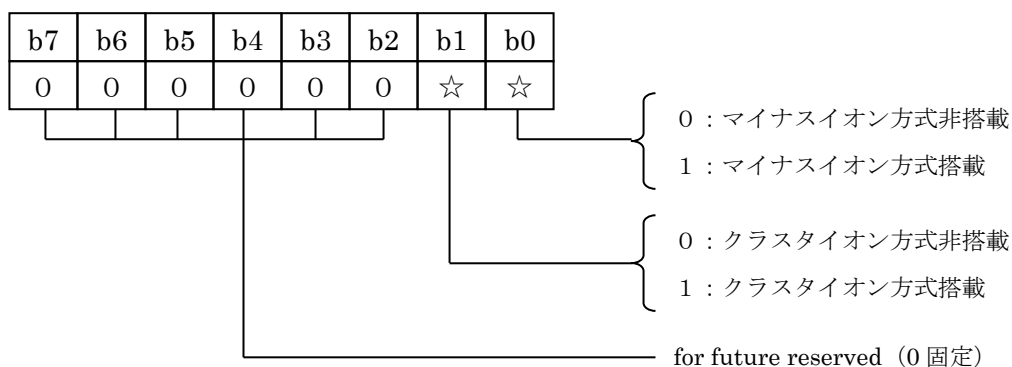 b7 b6 b5 b4 b3 b2 b1 b0
０ ０ ０ ０ ０ ０ ☆ ☆
０：マイナスイオン方式非搭載
１：マイナスイオン方式搭載
０：クラスタイオン方式非搭載
１：クラスタイオン方式搭載
for future reserved（0 固定）